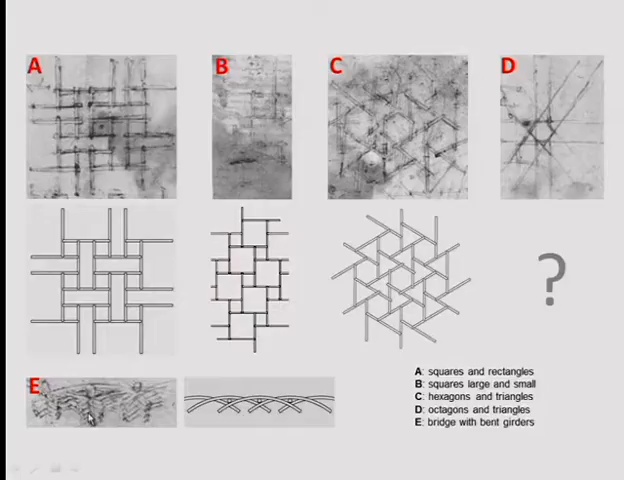 A
B
C
D
?
E
A: squares and rectangles
B: squares large and small
C: hexagons and triangles
D: octagons and triangles
E: bridge with bent girders